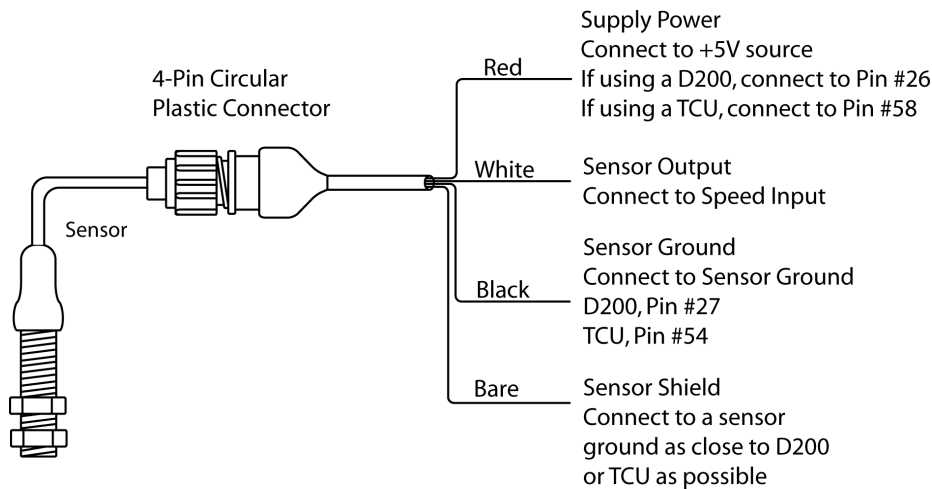 4-Pin Circular
Plastic Connector
Sensor
Red
Supply Power
Connect to +5V source
If using a D200, connect to Pin #26
If using a TCU, connect to Pin #58
White
Sensor Output
Connect to Speed Input
Black
Sensor Ground
Connect to Sensor Ground
D200, Pin #27
TCU, Pin #54
Bare
Sensor Shield
Connect to a sensor
ground as close to D200
or TCU as possible